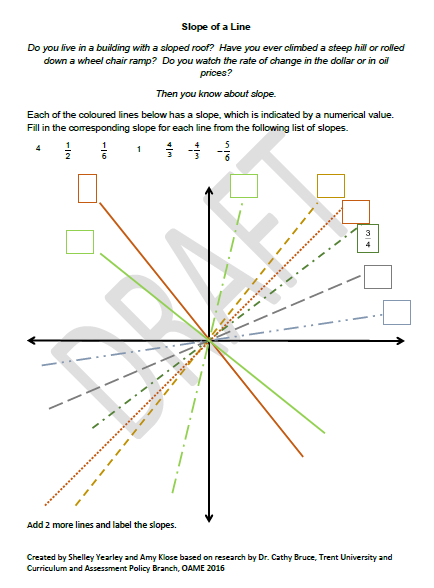 Slope of a Line
Do you live in a building with a sloped roof? Have you ever climbed a steep hill or rolled
down a wheel chair ramp? Do you watch the rate of change in the dollar or in oil
prices?
Then you know about slope.
Each of the coloured lines below has a slope, which is indicated by a numerical value.
Fill in the corresponding slope for each line from the following list of slopes.
4 1/2 1/6 1 4/3 -4/3 -5/6
3/4
DRAFT
Add 2 more lines and label the slopes.
Created by Shelley Yearley and Amy Klose based on research by Dr. Cathy Bruce, Trent University and
Curriculum and Assessment Policy Branch, OAME 2016